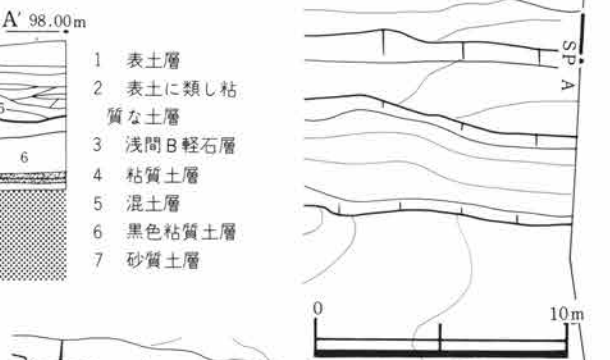 A′ 98.00m
1 表土層
2 表土に類し粘
質な土層
3 浅間B軽石層
4 粘質土層
5 混土層
6 黒色粘質土層
7 砂質土層
5
6
SP A
0 10m